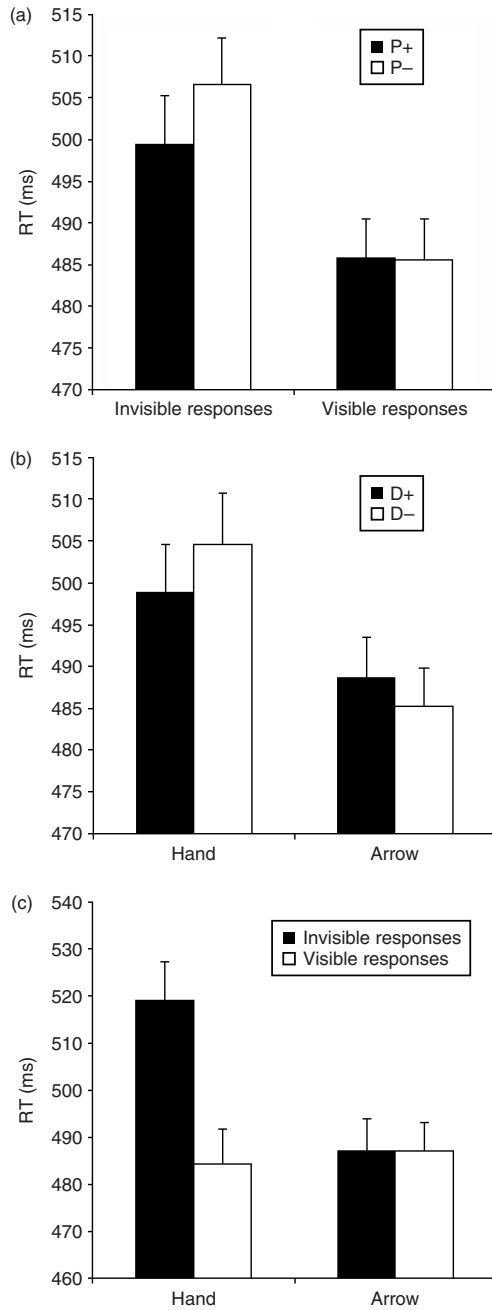 (a)
515
510
505
500
495
490
485
480
475
470
RT (ms)
P+
P–
Invisible responses
Visible responses
(b)
515
510
505
500
495
490
485
480
475
470
RT (ms)
D+
D–
Hand
Arrow
(c)
540
530
520
510
500
490
480
470
460
RT (ms)
Invisible responses
Visible responses
Hand
Arrow